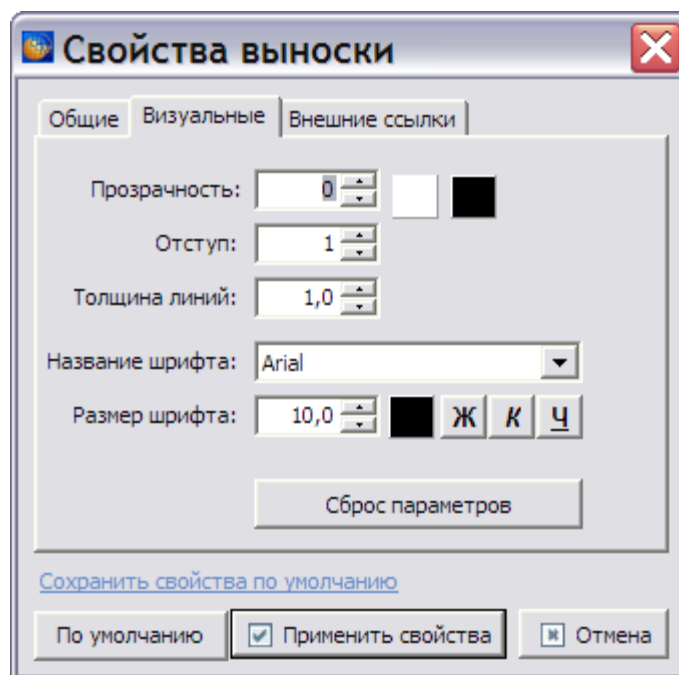 Свойства выноски
Общие Визуальные Внешние ссылки
Прозрачность: 0
Отступ: 1
Толщина линий: 1,0
Название шрифта: Arial
Размер шрифта: 10,0 Ж К Ч
Сброс параметров
Сохранить свойства по умолчанию
По умолчанию Применить свойства Отмена